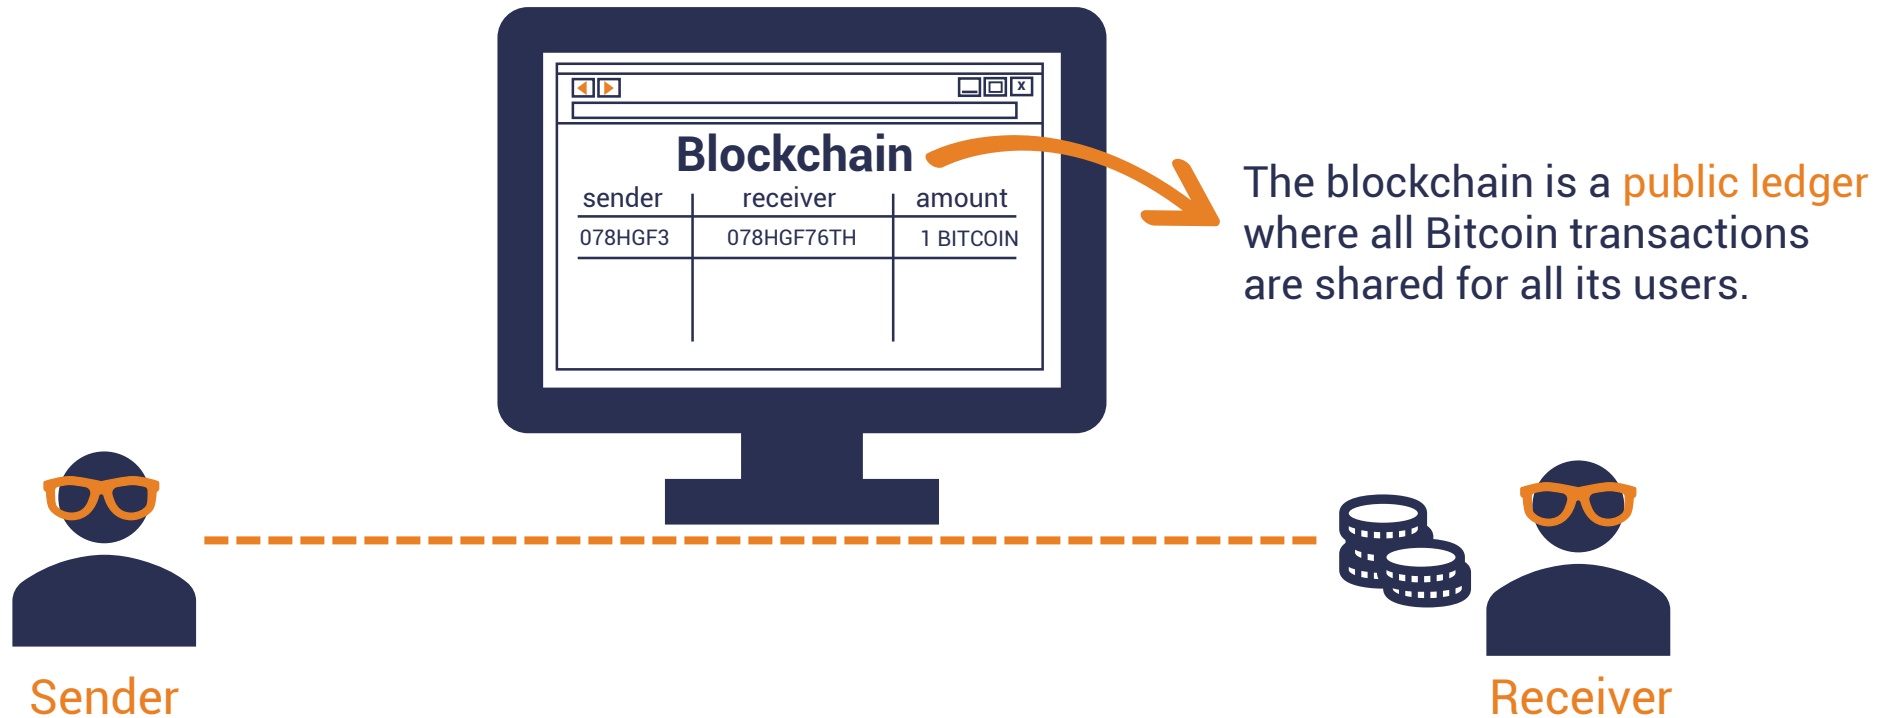 x
Blockchain
sender receiver amount
078HGF3 078HGF76TH 1 BITCOIN
The blockchain is a public ledger
where all Bitcoin transactions
are shared for all its users.
Sender
Receiver